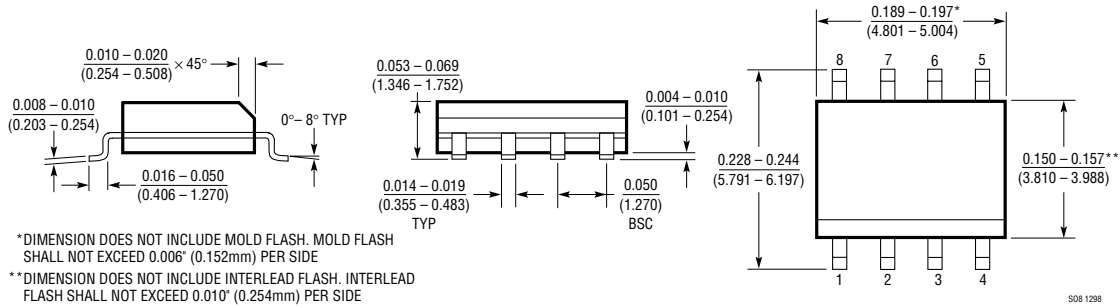 0.010 – 0.020
(0.254 – 0.508)
× 45°
0.008 – 0.010
(0.203 – 0.254)
0°– 8° TYP
0.016 – 0.050
(0.406 – 1.270)
0.053 – 0.069
(1.346 – 1.752)
0.004 – 0.010
(0.101 – 0.254)
0.014 – 0.019
(0.355 – 0.483)
TYP
0.050
(1.270)
BSC
0.189 – 0.197*
(4.801 – 5.004)
8 7 6 5
0.228 – 0.244
(5.791 – 6.197)
0.150 – 0.157**
(3.810 – 3.988)
1 2 3 4
*DIMENSION DOES NOT INCLUDE MOLD FLASH. MOLD FLASH
SHALL NOT EXCEED 0.006" (0.152mm) PER SIDE
**DIMENSION DOES NOT INCLUDE INTERLEAD FLASH. INTERLEAD
FLASH SHALL NOT EXCEED 0.010" (0.254mm) PER SIDE
SO8 1298